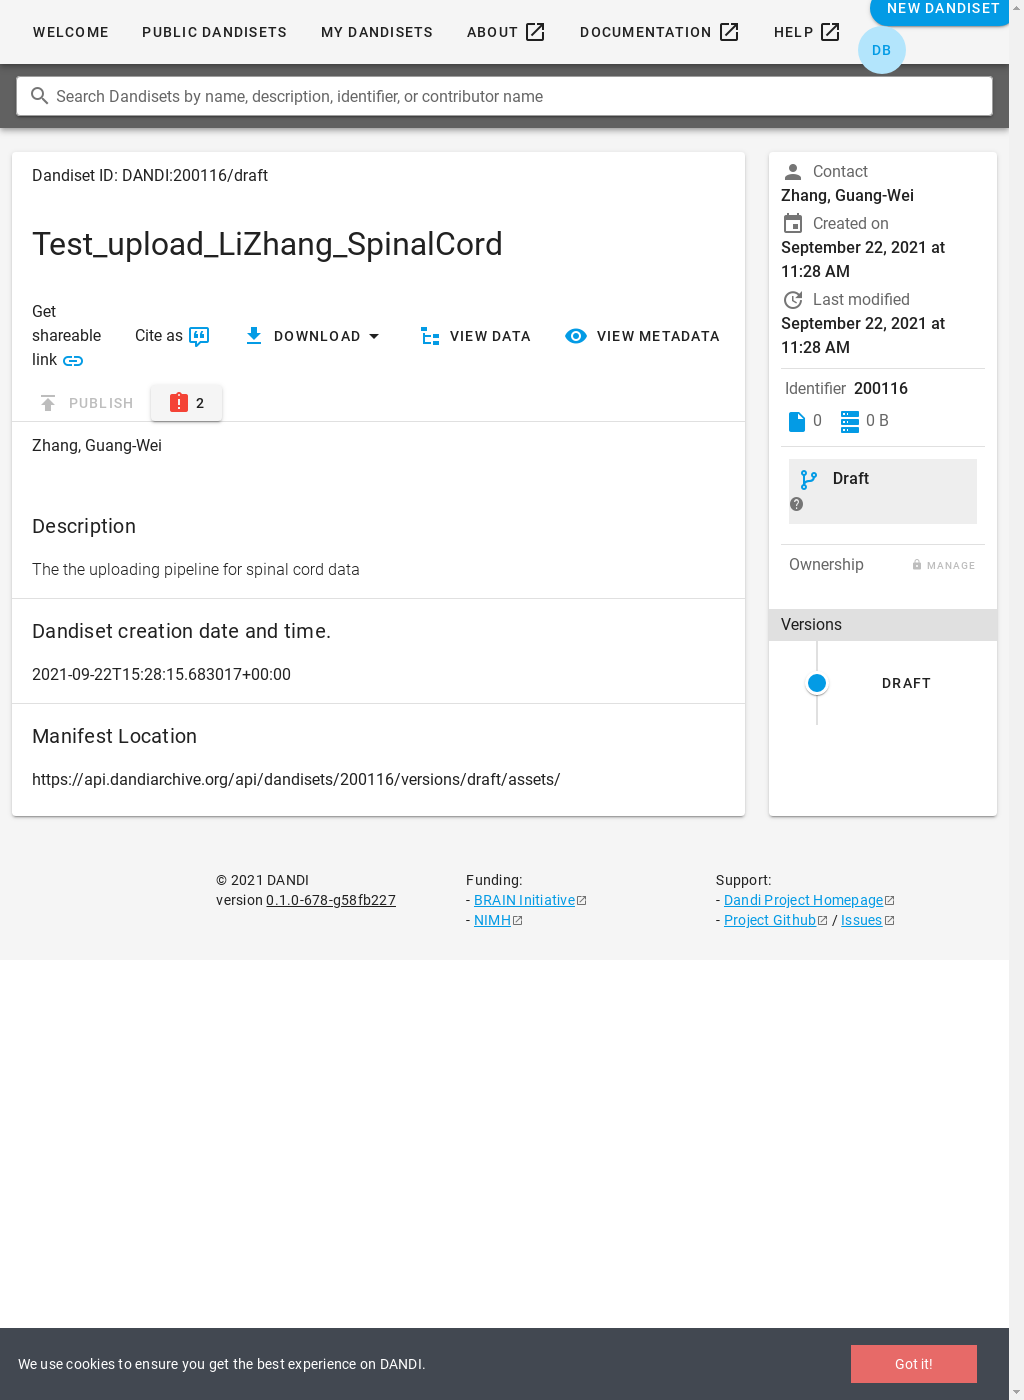 WELCOME PUBLIC DANDISETS MY DANDISETS ABOUT DOCUMENTATION HELP NEW DANDISET
DB
Search Dandisets by name, description, identifier, or contributor name
Dandiset ID: DANDI:200116/draft
Test_upload_LiZhang_SpinalCord
Get
shareable
link
Cite as
DOWNLOAD
VIEW DATA
VIEW METADATA
PUBLISH
2
Zhang, Guang-Wei
Description
The the uploading pipeline for spinal cord data
Dandiset creation date and time.
2021-09-22T15:28:15.683017+00:00
Manifest Location
https://api.dandiarchive.org/api/dandisets/200116/versions/draft/assets/
Contact
Zhang, Guang-Wei
Created on
September 22, 2021 at
11:28 AM
Last modified
September 22, 2021 at
11:28 AM
Identifier 200116
0 0 B
Draft
Ownership MANAGE
Versions
DRAFT
© 2021 DANDI
version 0.1.0-678-g58fb227
Funding:
- BRAIN Initiative
- NIMH
Support:
- Dandi Project Homepage
- Project Github / Issues
We use cookies to ensure you get the best experience on DANDI.
Got it!